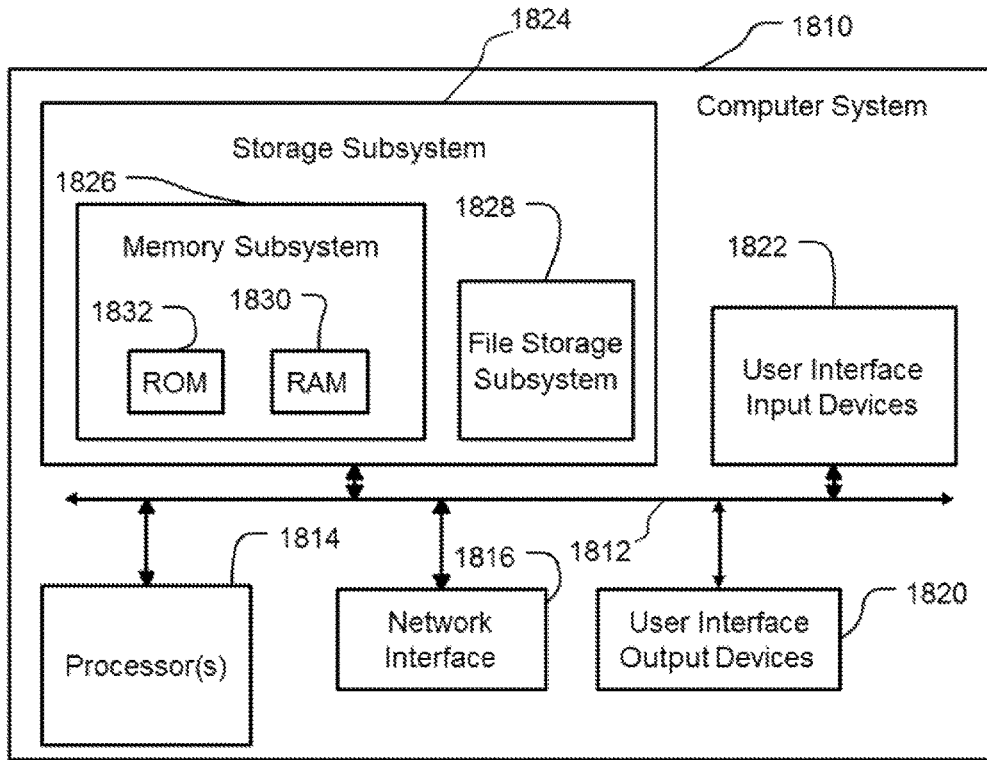 1824
1810
Computer System
Storage Subsystem
1826
1828
Memory Subsystem
1822
1832
1830
ROM
RAM
File Storage
Subsystem
User Interface
Input Devices
1814
1816
1812
1820
Processor(s)
Network
Interface
User Interface
Output Devices